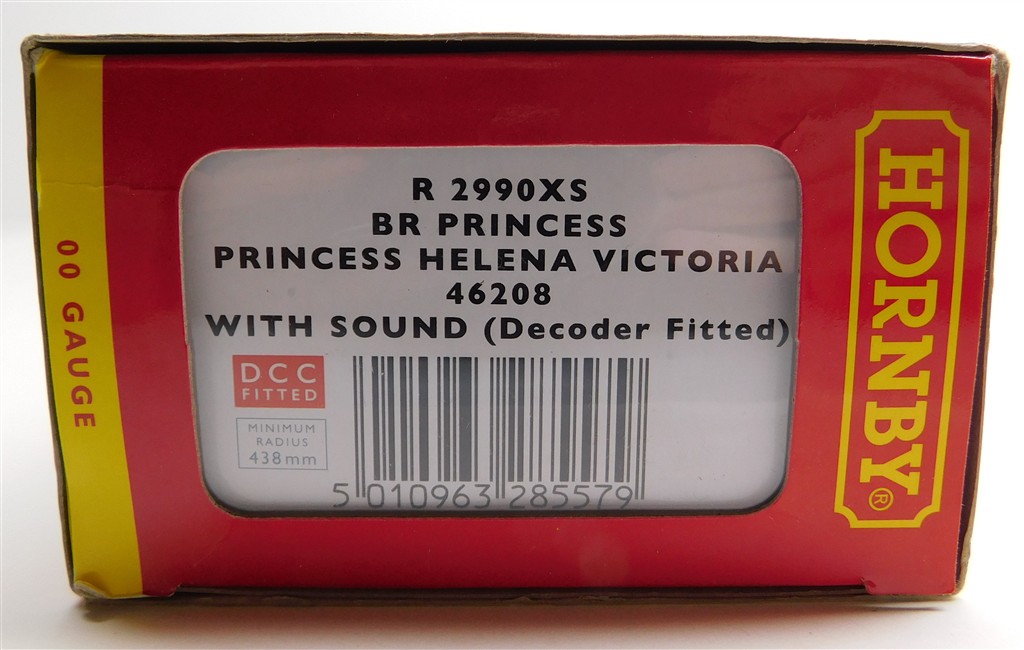 R 2990XS
BR PRINCESS
PRINCESS HELENA VICTORIA
46208
WITH SOUND (Decoder Fitted)
DCC
FITTED
MINIMUM
RADIUS
438mm
5 010963 285579
00 GAUGE
HORNBY®